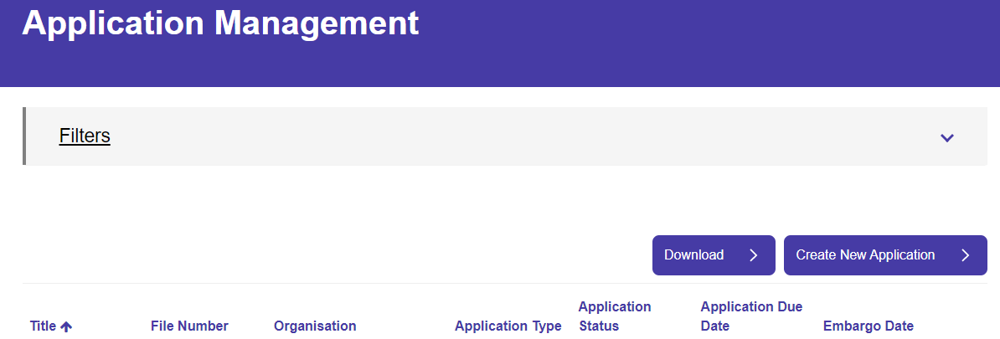 Application Management
Filters
Download
Create New Application
Title
File Number
Organisation
Application Type
Application
Status
Application Due
Date
Embargo Date